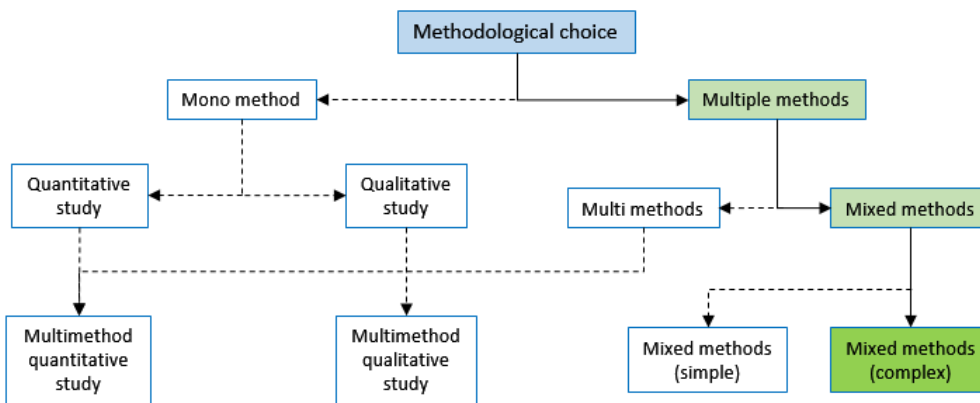 Methodological choice
Mono method
Multiple methods
Quantitative
study
Qualitative
study
Multi methods
Mixed methods
Multimethod
quantitative
study
Multimethod
qualitative
study
Mixed methods
(simple)
Mixed methods
(complex)